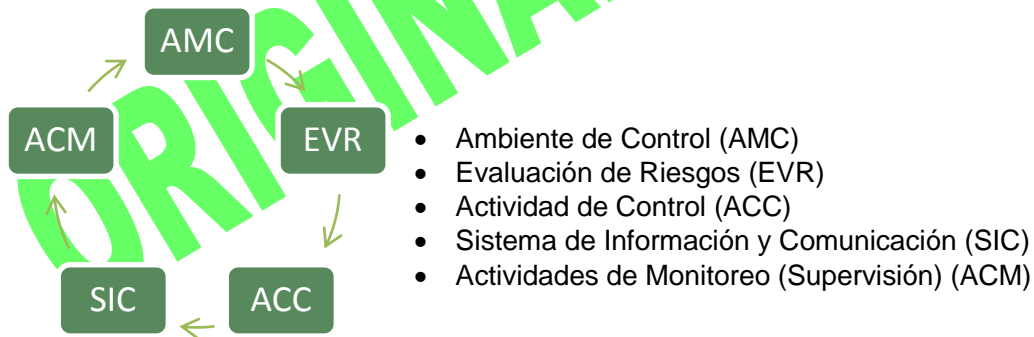 ORIGINAL
AMC
EVR
ACC
SIC
ACM
• Ambiente de Control (AMC)
• Evaluación de Riesgos (EVR)
• Actividad de Control (ACC)
• Sistema de Información y Comunicación (SIC)
• Actividades de Monitoreo (Supervisión) (ACM)